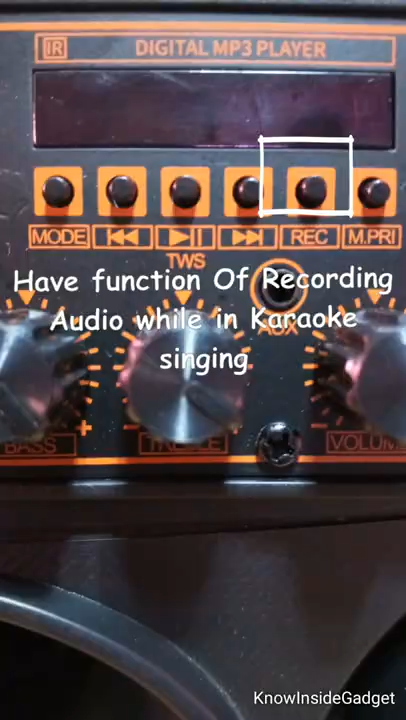 IR DIGITAL MP3 PLAYER
MODE REC M.PRI
TWS
Have function Of Recording
Audio while in Karaoke
singing
AUX
BASS TREBLE VOLUME
KnowInsideGadget